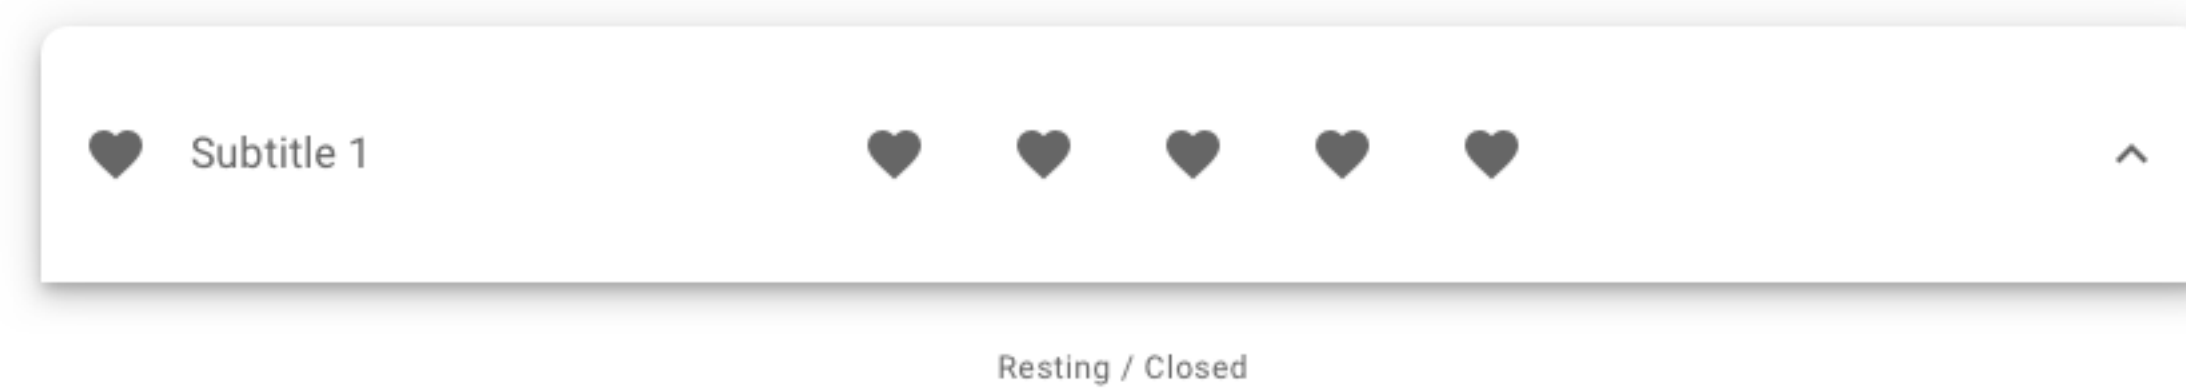 Subtitle 1
Resting / Closed